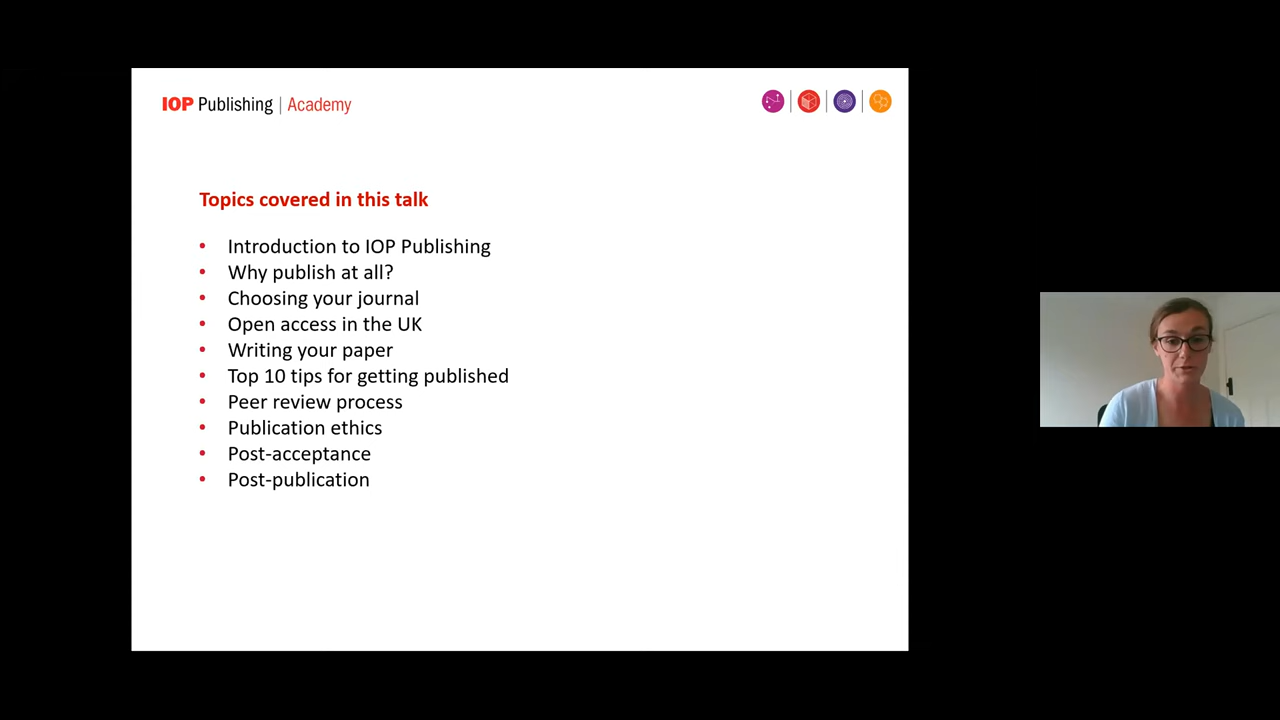 IOP Publishing | Academy
Topics covered in this talk
• Introduction to IOP Publishing
• Why publish at all?
• Choosing your journal
• Open access in the UK
• Writing your paper
• Top 10 tips for getting published
• Peer review process
• Publication ethics
• Post-acceptance
• Post-publication